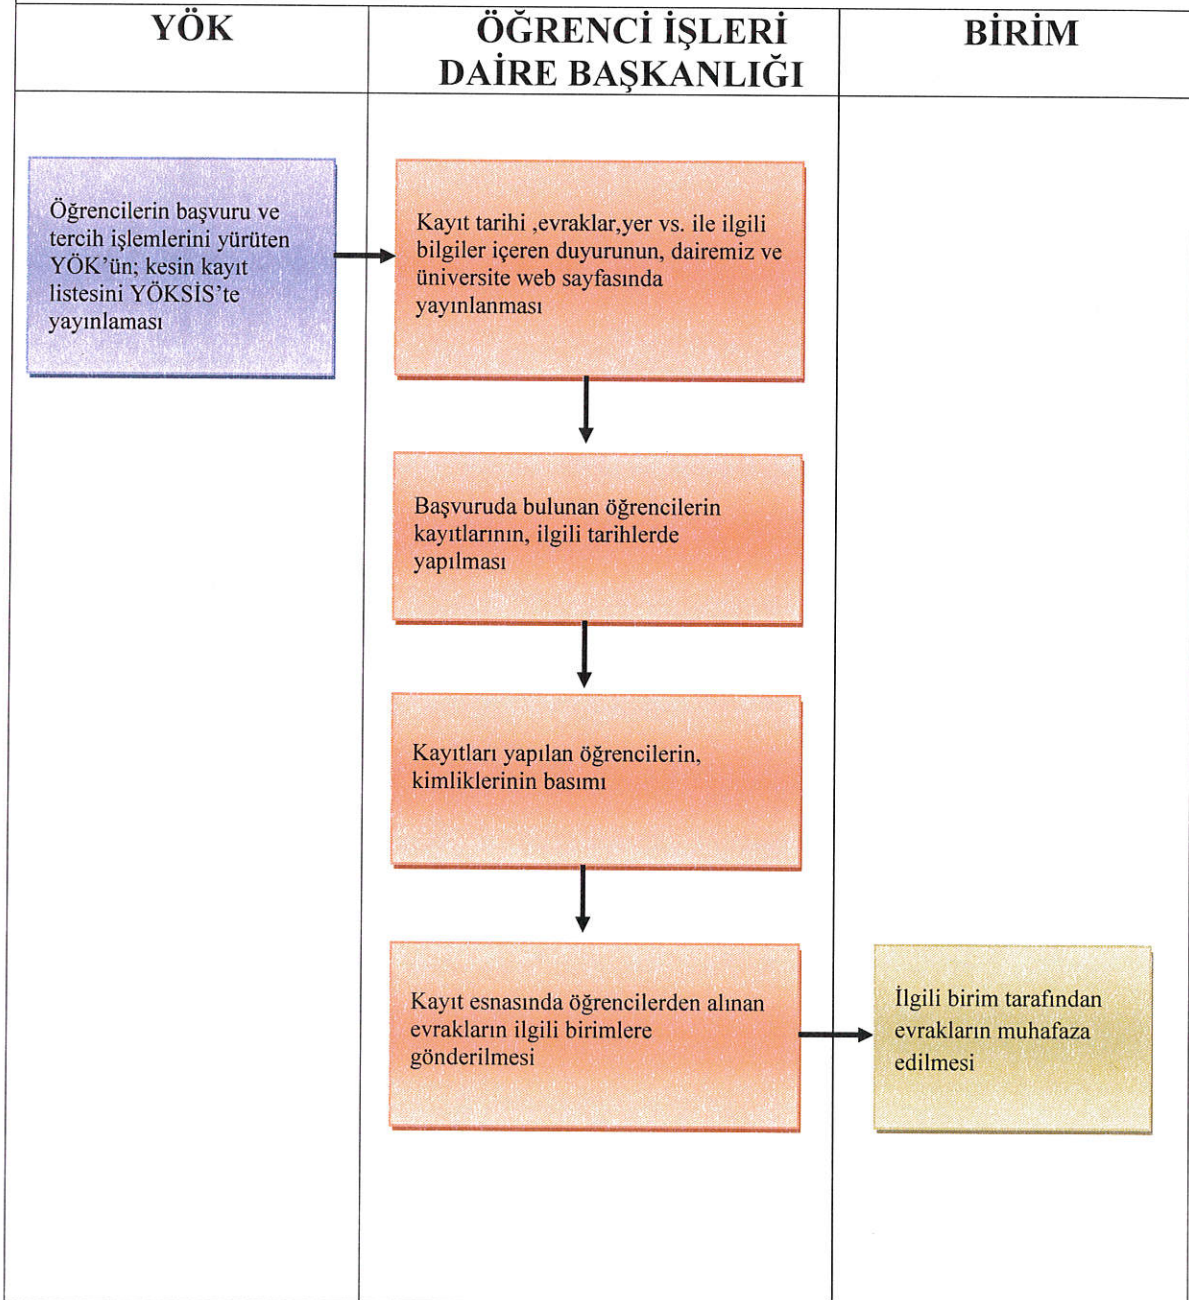 YÖK
ÖĞRENCİ İŞLERİ
DAİRE BAŞKANLIĞI
BİRİM
Öğrencilerin başvuru ve
tercih işlemlerini yürüten
YÖK’ün; kesin kayıt
listesini YÖKSİS’te
yayınlaması
Kayıt tarihi ,evraklar,yer vs. ile ilgili
bilgiler içeren duyurunun, dairemiz ve
üniversite web sayfasında
yayınlanması
Başvuruda bulunan öğrencilerin
kayıtlarının, ilgili tarihlerde
yapılması
Kayıtları yapılan öğrencilerin,
kimliklerinin basımı
Kayıt esnasında öğrencilerden alınan
evrakların ilgili birimlere
gönderilmesi
İlgili birim tarafından
evrakların muhafaza
edilmesi